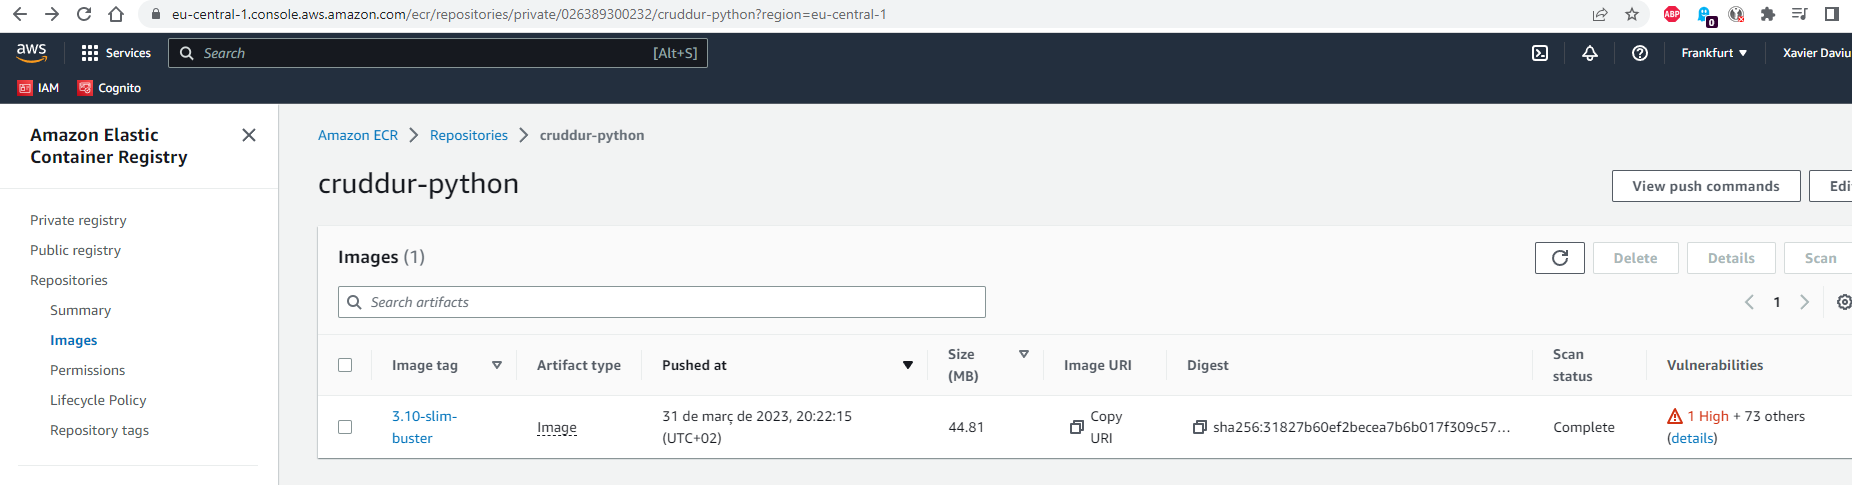 eu-central-1.console.aws.amazon.com/ecr/repositories/private/026389300232/cruddur-python?region=eu-central-1
ABP
0
aws
Services
Search
[Alt+S]
Frankfurt
Xavier Daviu
IAM
Cognito
Amazon Elastic
Container Registry
Private registry
Public registry
Repositories
Summary
Images
Permissions
Lifecycle Policy
Repository tags
Amazon ECR
Repositories
cruddur-python
cruddur-python
View push commands
Edi
Images (1)
Delete
Details
Scan
Search artifacts
1
Image tag
Artifact type
Pushed at
Size
(MB)
Image URI
Digest
Scan
status
Vulnerabilities
3.10-slim-
buster
Image
31 de març de 2023, 20:22:15
(UTC+02)
44.81
Copy
URI
sha256:31827b60ef2becea7b6b017f309c57...
Complete
1 High + 73 others
(details)